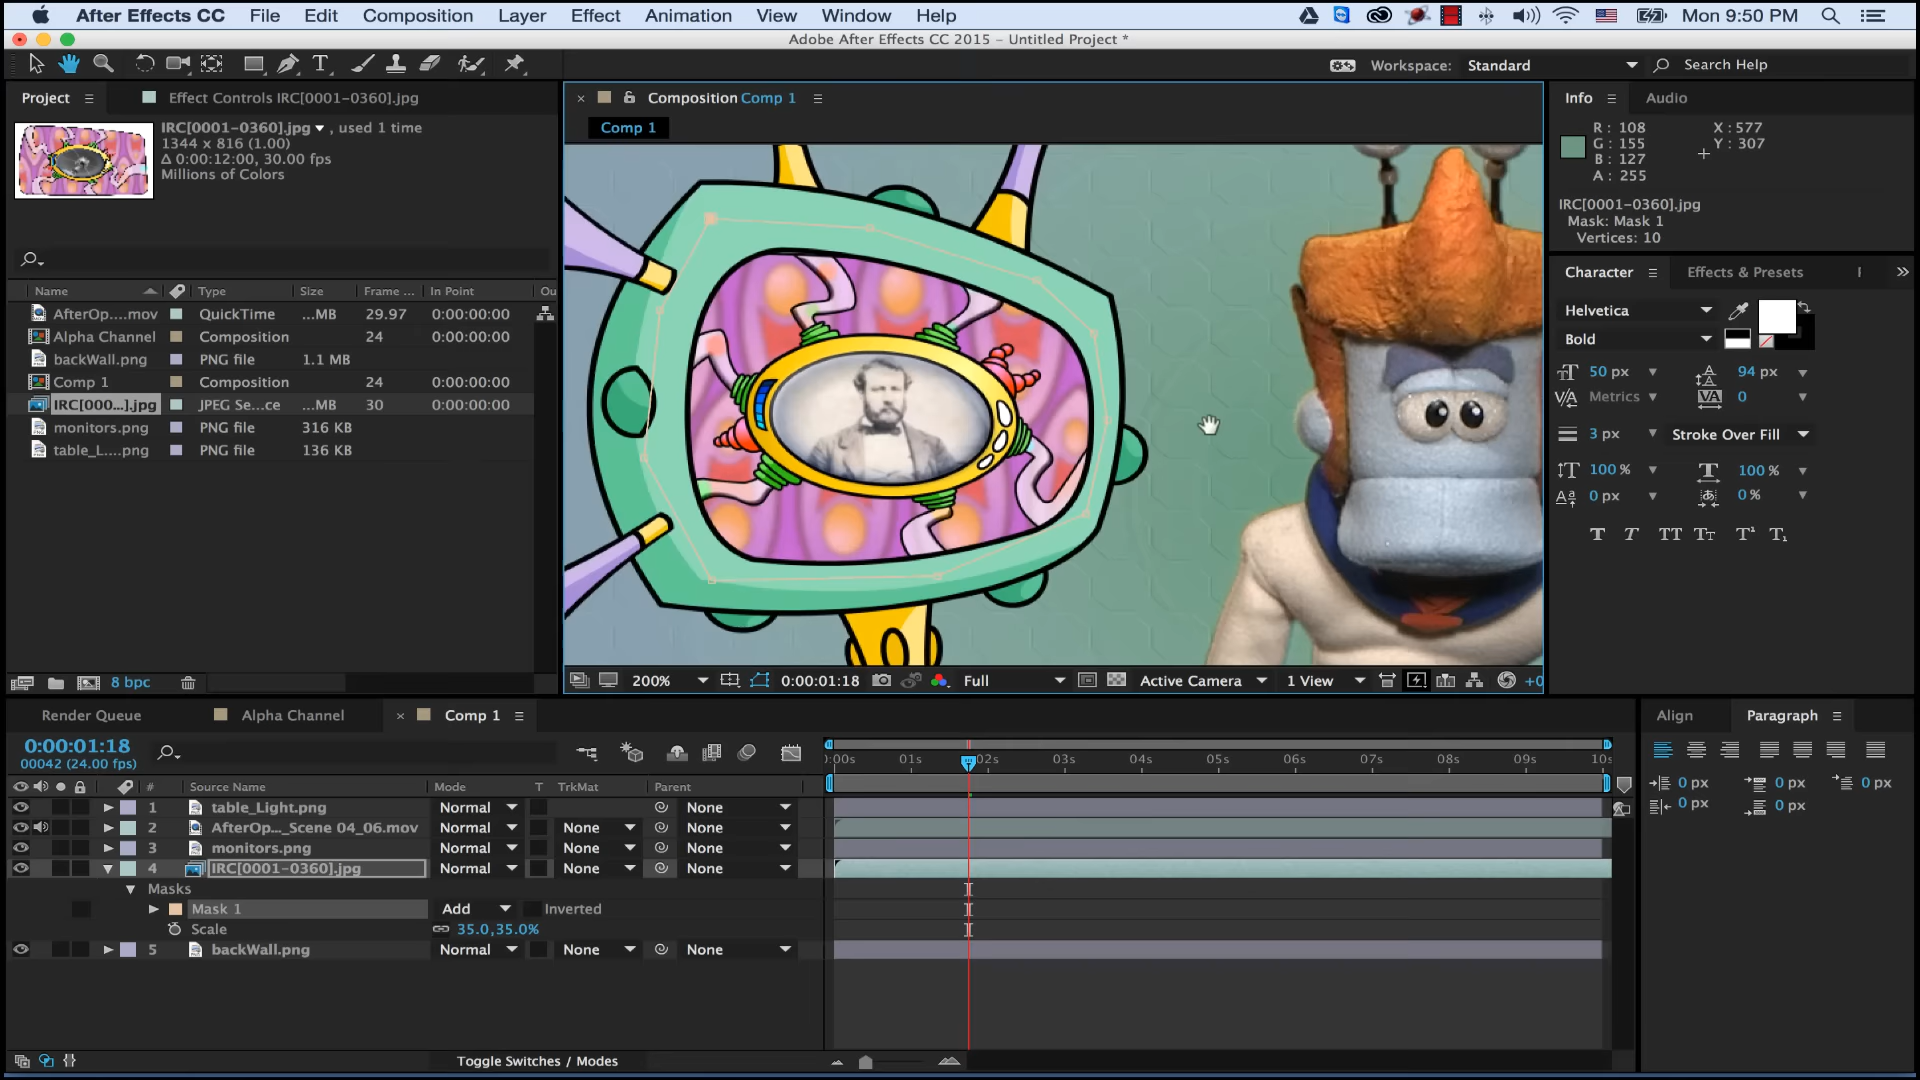 After Effects CC File Edit Composition Layer Effect Animation View Window Help Mon 9:50 PM
Adobe After Effects CC 2015 – Untitled Project *
T Workspace: Standard Search Help
Project Effect Controls IRC[0001-0360].jpg
IRC[0001-0360].jpg , used 1 time
1344 x 816 (1.00)
Δ 0:00:12:00, 30.00 fps
Millions of Colors
Name Type Size Frame ... In Point Ou
AfterOp....mov QuickTime ...MB 29.97 0:00:00:00
Alpha Channel Composition 24 0:00:00:00
backWall.png PNG file 1.1 MB
Comp 1 Composition 24 0:00:00:00
IRC[000...].jpg JPEG Se...ce ...MB 30 0:00:00:00
monitors.png PNG file 316 KB
table_L....png PNG file 136 KB
8 bpc
Composition Comp 1
Comp 1
200% 0:00:01:18 Full Active Camera 1 View +0
Info Audio
R : 108 X : 577
G : 155 Y : 307
B : 127
A : 255
IRC[0001-0360].jpg
Mask: Mask 1
Vertices: 10
Character Effects & Presets
Helvetica
Bold
50 px 94 px
Metrics 0
3 px Stroke Over Fill
100 % 100 %
0 px 0 %
T T TT Tt T¹ T₁
Render Queue Alpha Channel Comp 1
0:00:01:18
00042 (24.00 fps)
:00s 01s 02s 03s 04s 05s 06s 07s 08s 09s 10s
# Source Name Mode T TrkMat Parent
1 table_Light.png Normal None
2 AfterOp..._Scene 04_06.mov Normal None None
3 monitors.png Normal None None
4 IRC[0001-0360].jpg Normal None None
Masks
Mask 1 Add Inverted
Scale 35.0,35.0%
5 backWall.png Normal None None
Toggle Switches / Modes
Align Paragraph
0 px 0 px 0 px
0 px 0 px